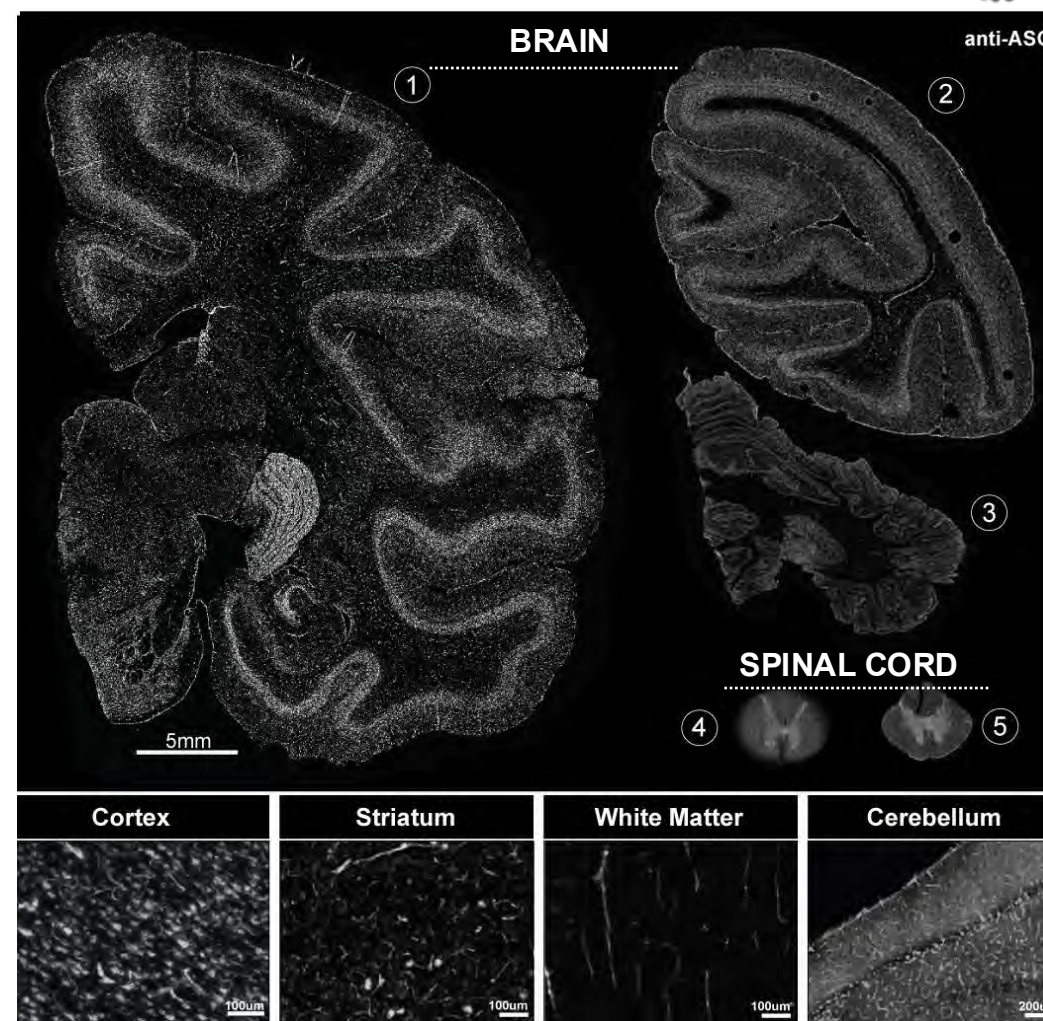 BRAIN
anti-ASO
1
2
3
SPINAL CORD
4
5
5mm
Cortex
Striatum
White Matter
Cerebellum
100um
100um
100um